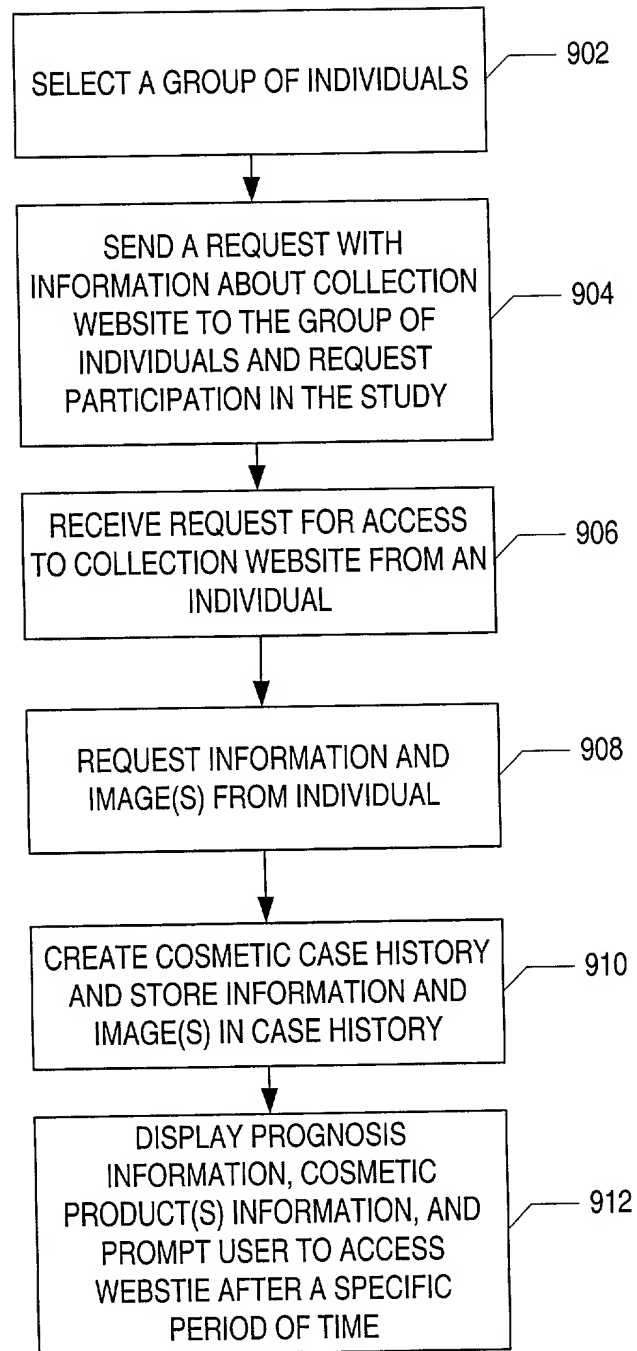 SELECT A GROUP OF INDIVIDUALS
902
SEND A REQUEST WITH
INFORMATION ABOUT COLLECTION
WEBSITE TO THE GROUP OF
INDIVIDUALS AND REQUEST
PARTICIPATION IN THE STUDY
904
RECEIVE REQUEST FOR ACCESS
TO COLLECTION WEBSITE FROM AN
INDIVIDUAL
906
REQUEST INFORMATION AND
IMAGE(S) FROM INDIVIDUAL
908
CREATE COSMETIC CASE HISTORY
AND STORE INFORMATION AND
IMAGE(S) IN CASE HISTORY
910
DISPLAY PROGNOSIS
INFORMATION, COSMETIC
PRODUCT(S) INFORMATION, AND
PROMPT USER TO ACCESS
WEBSTIE AFTER A SPECIFIC
PERIOD OF TIME
912